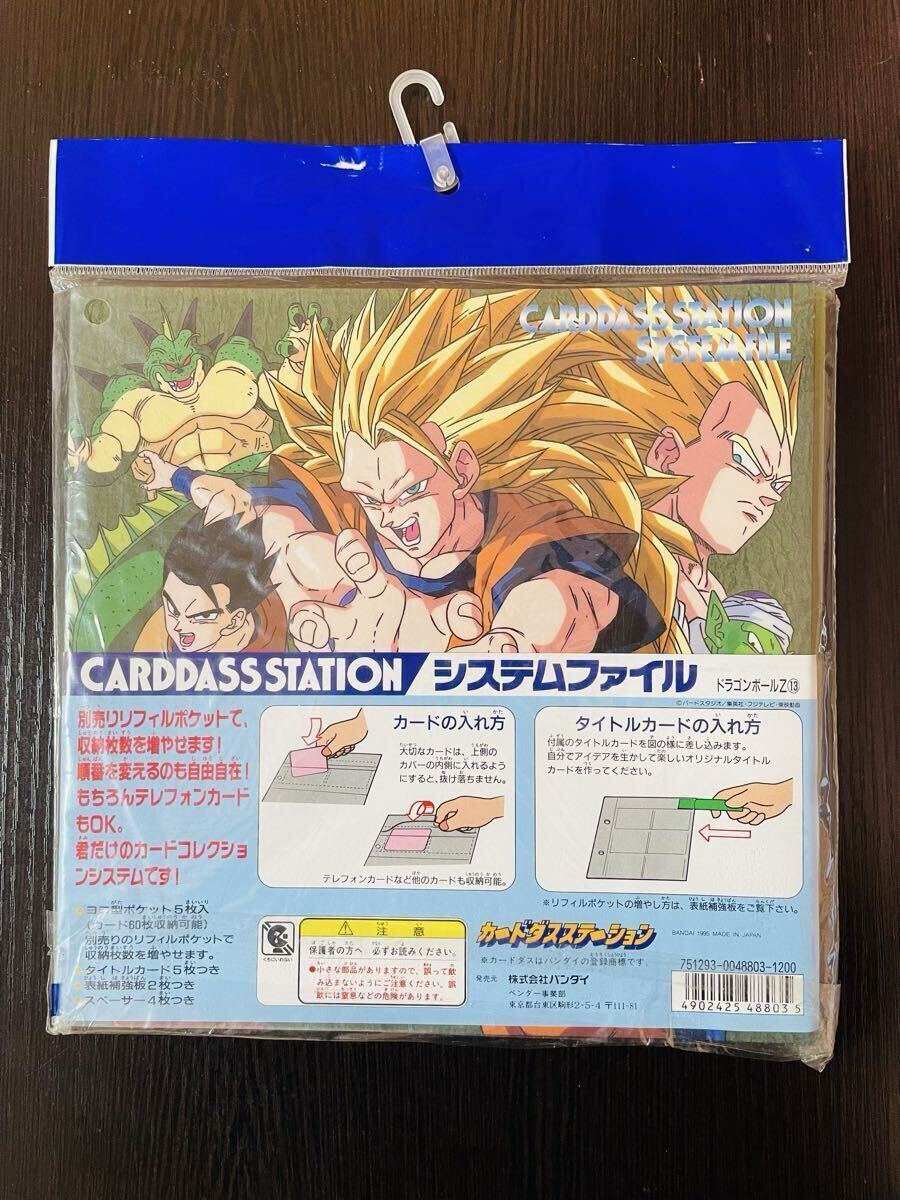 CARDDASS STATION
SYSTEM FILE
CARDDASS STATION/システムファイル
ドラゴンボールZ⑬
©バードスタジオ/集英社・フジテレビ・東映動画
別売りリフィルポケットで、
収納枚数を増やせます!
順番を変えるのも自由自在!
もちろんテレフォンカード
もOK。
君だけのカードコレクショ
ンシステムです!
ヨコ型ポケット5枚入
(カード60枚収納可能)
別売りのリフィルポケットで
収納枚数を増やせます。
タイトルカード5枚つき
表紙補強板2枚つき
スペーサー4枚つき
カードの入れ方
大切なカードは、上側の
カバーの内側に入れるよう
にすると、抜け落ちません。
テレフォンカードなど他のカードも収納可能。
タイトルカードの入れ方
付属のタイトルカードを図の様に差し込みます。
自分でアイデアを生かして楽しいオリジナルタイトル
カードを作ってください。
※リフィルポケットの増やし方は、表紙補強板をご覧下さい。
くちにいれない
注意
保護者の方へ 必ずお読みください。
●小さな部品がありますので、誤って飲
み込まないようにご注意ください。誤
飲には窒息などの危険があります。
カードダスステーション
※カードダスはバンダイの登録商標です。
発売元 株式会社バンダイ
ベンダー事業部
東京都台東区駒形2-5-4 〒111-81
BANDAI 1995 MADE IN JAPAN
751293-0048803-1200
4902425 48803 5